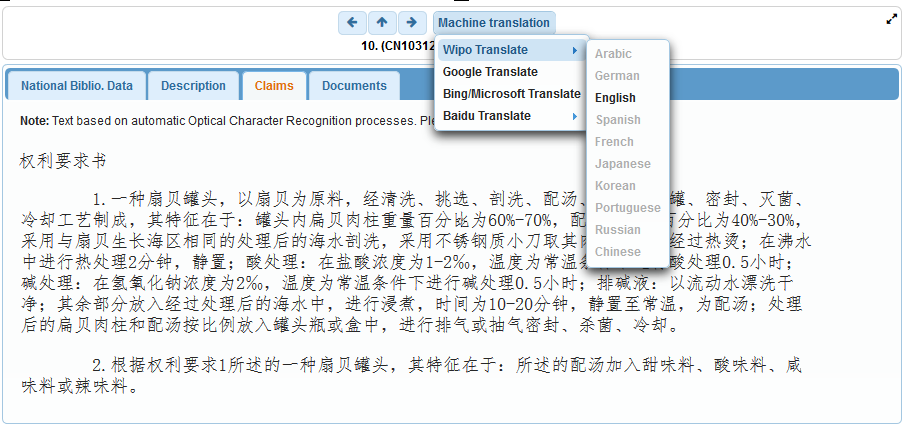 Machine translation
10. (CN10312
Wipo Translate
Google Translate
Bing/Microsoft Translate
Baidu Translate
Arabic
German
English
Spanish
French
Japanese
Korean
Portuguese
Russian
Chinese
National Biblio. Data
Description
Claims
Documents
Note: Text based on automatic Optical Character Recognition processes. Ple
权利要求书
1.一种扇贝罐头，以扇贝为原料，经清洗、挑选、剖洗、配汤、罐、密封、灭菌、
冷却工艺制成，其特征在于：罐头内扁贝肉柱重量百分比为60%-70%，配 百分比为40%-30%，
采用与扇贝生长海区相同的处理后的海水剖洗，采用不锈钢质小刀取其 经过热烫；在沸水
中进行热处理2分钟，静置；酸处理：在盐酸浓度为1-2‰，温度为常温条 酸处理0.5小时；
碱处理：在氢氧化钠浓度为2‰，温度为常温条件下进行碱处理0.5小时；排碱液：以流动水漂洗干
净；其余部分放入经过处理后的海水中，进行浸煮，时间为10-20分钟，静置至常温，为配汤；处理
后的扁贝肉柱和配汤按比例放入罐头瓶或盒中，进行排气或抽气密封、杀菌、冷却。
2.根据权利要求1所述的一种扇贝罐头，其特征在于：所述的配汤加入甜味料、酸味料、咸
味料或辣味料。